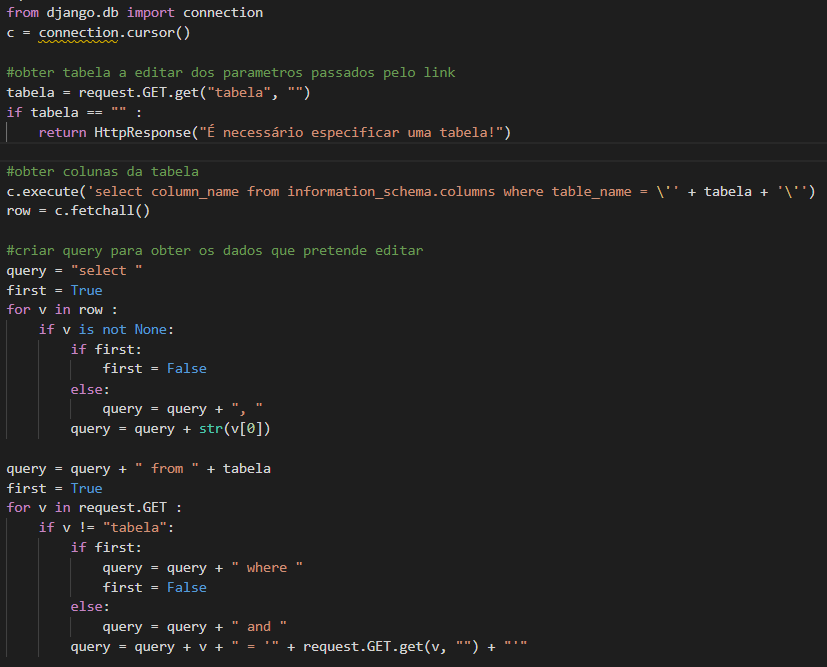 from django.db import connection
c = connection.cursor()
#obter tabela a editar dos parametros passados pelo link
tabela = request.GET.get("tabela", "")
if tabela == "" :
    return HttpResponse("É necessário especificar uma tabela!")
#obter colunas da tabela
c.execute('select column_name from information_schema.columns where table_name = \'' + tabela + '\'')
row = c.fetchall()
#criar query para obter os dados que pretende editar
query = "select "
first = True
for v in row :
    if v is not None:
        if first:
            first = False
        else:
            query = query + ", "
        query = query + str(v[0])
query = query + " from " + tabela
first = True
for v in request.GET :
    if v != "tabela":
        if first:
            query = query + " where "
            first = False
        else:
            query = query + " and "
        query = query + v + " = '" + request.GET.get(v, "") + "'"